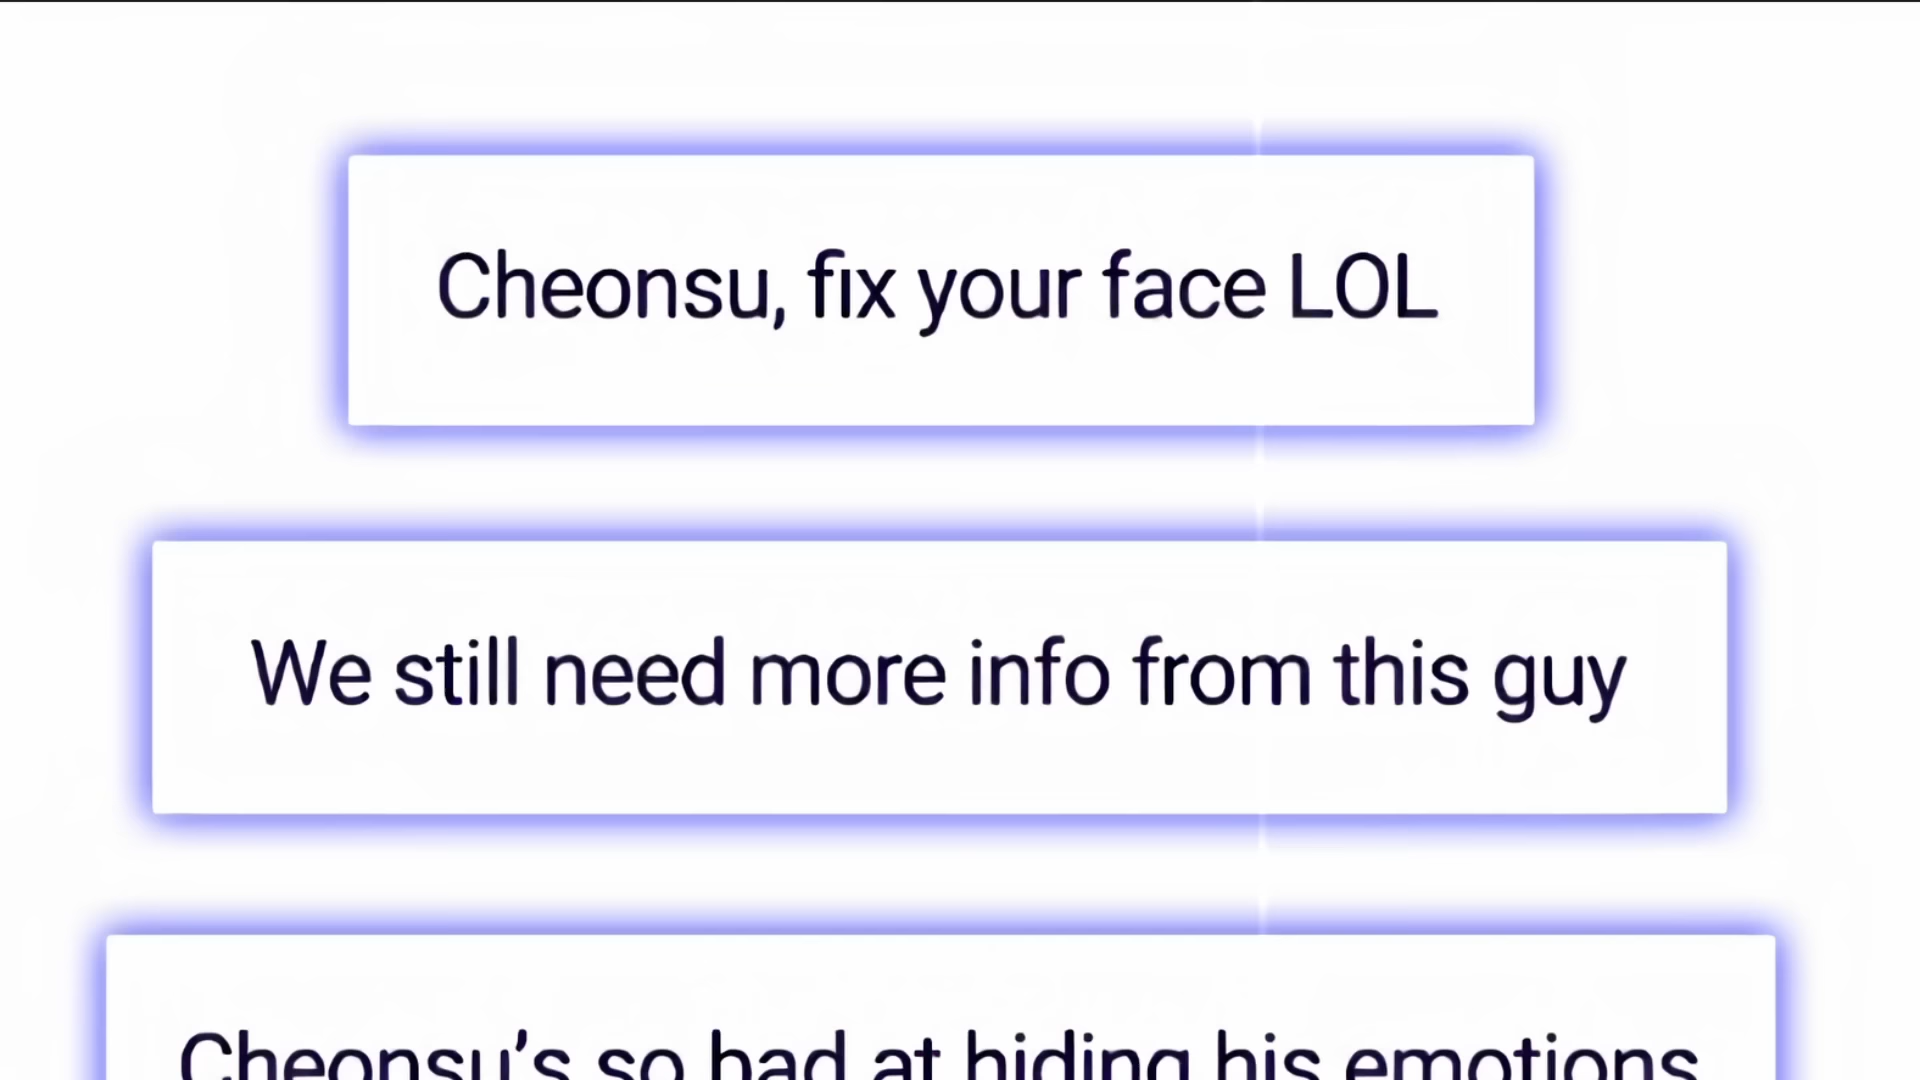 Cheonsu, fix your face LOL
We still need more info from this guy
Cheonsu’s so bad at hiding his emotions